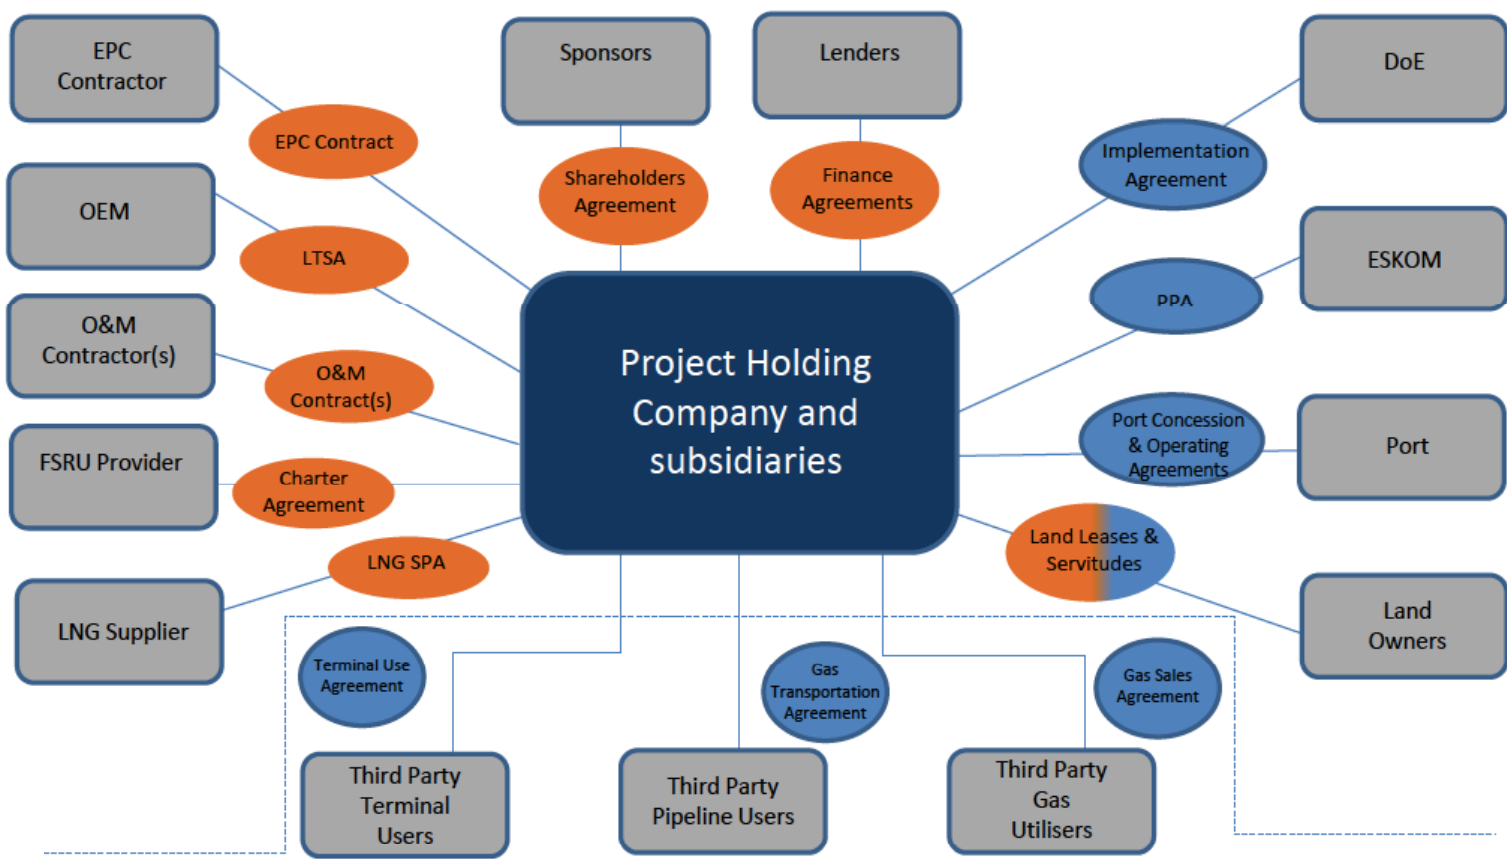 EPC
Contractor
Sponsors
Lenders
DoE
EPC Contract
Shareholders
Agreement
Finance
Agreements
Implementation
Agreement
OEM
LTSA
ESKOM
PPA
O&M
Contractor(s)
O&M
Contract(s)
Project Holding
Company and
subsidiaries
Port Concession
& Operating
Agreements
Port
FSRU Provider
Charter
Agreement
LNG SPA
Land Leases &
Servitudes
LNG Supplier
Land
Owners
Terminal Use
Agreement
Gas
Transportation
Agreement
Gas Sales
Agreement
Third Party
Terminal
Users
Third Party
Pipeline Users
Third Party
Gas
Utilisers